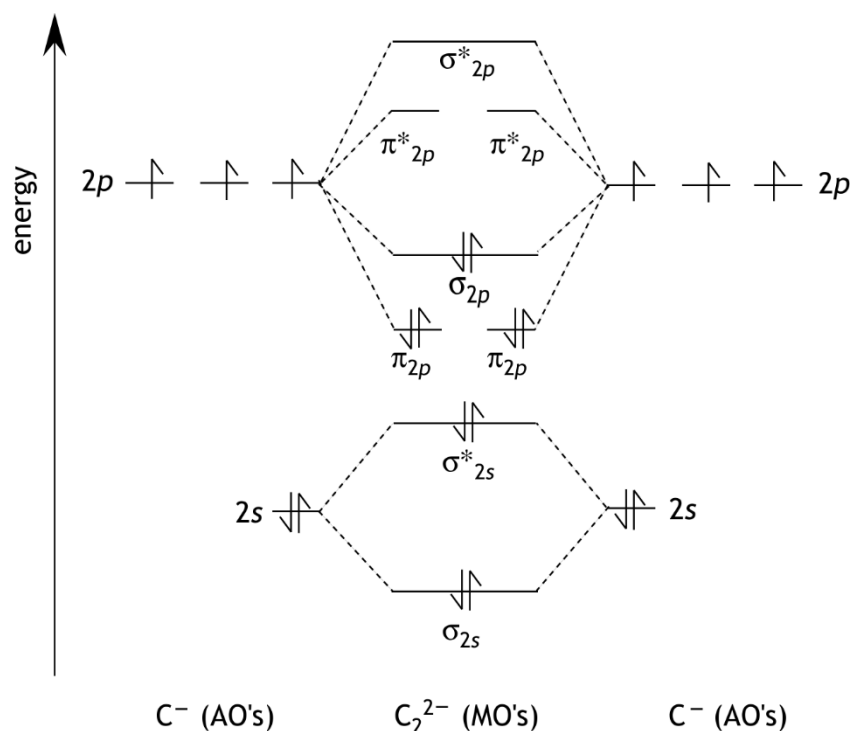 σ*2p
π*2p π*2p
energy
2p 2p
σ2p
π2p π2p
σ*2s
2s 2s
σ2s
C⁻ (AO's) C₂²⁻ (MO's) C⁻ (AO's)